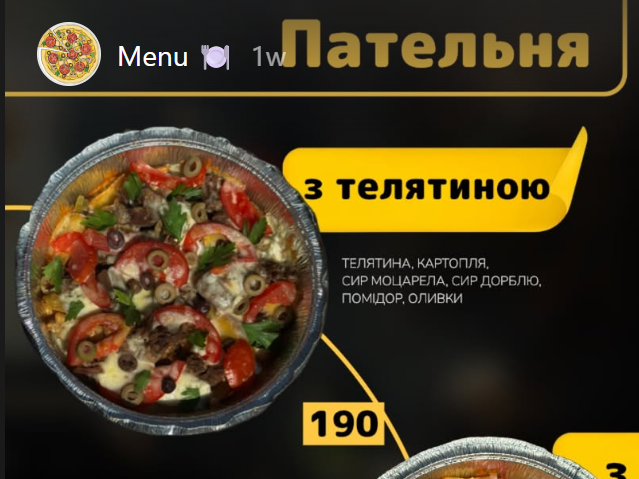 Пательня
Menu 🍽️ 1w
з телятиною
ТЕЛЯТИНА, КАРТОПЛЯ,
СИР МОЦАРЕЛА, СИР ДОРБЛЮ,
ПОМІДОР, ОЛИВКИ
190
з